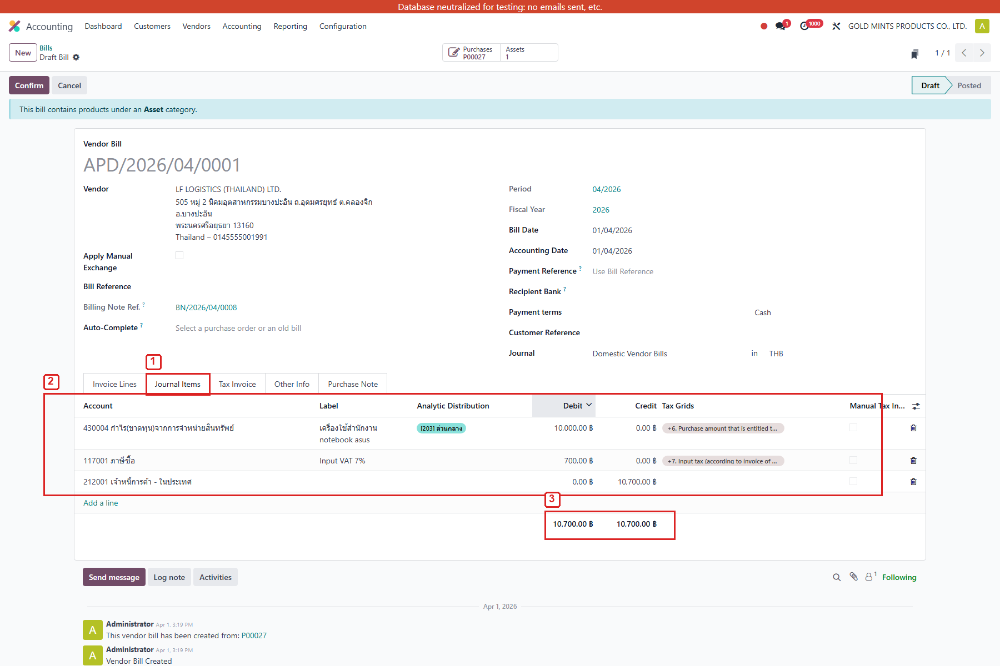 Database neutralized for testing: no emails sent, etc.
Accounting Dashboard Customers Vendors Accounting Reporting Configuration 1 1000 GOLD MINTS PRODUCTS CO., LTD. A
New Bills Purchases Assets
Draft Bill P00027 1 1 / 1
Confirm Cancel Draft Posted
This bill contains products under an Asset category.
Vendor Bill
APD/2026/04/0001
Vendor LF LOGISTICS (THAILAND) LTD. Period 04/2026
505 หมู่ 2 นิคมอุตสาหกรรมบางปะอิน ถ.อุดมศรยุทธ์ ต.คลองจิก
อ.บางปะอิน Fiscal Year 2026
พระนครศรีอยุธยา 13160 Bill Date 01/04/2026
Thailand – 0145555001991
Apply Manual Accounting Date 01/04/2026
Exchange Payment Reference ? Use Bill Reference
Bill Reference Recipient Bank ?
Billing Note Ref. ? BN/2026/04/0008 Payment terms Cash
Auto-Complete ? Select a purchase order or an old bill Customer Reference
Journal Domestic Vendor Bills in THB
1
2
Invoice Lines Journal Items Tax Invoice Other Info Purchase Note
Account Label Analytic Distribution Debit Credit Tax Grids Manual Tax In...
430004 กำไร(ขาดทุน)จากการจำหน่ายสินทรัพย์ เครื่องใช้สำนักงาน [203] ส่วนกลาง 10,000.00 ฿ 0.00 ฿ +6. Purchase amount that is entitled t...
notebook asus
117001 ภาษีซื้อ Input VAT 7% 700.00 ฿ 0.00 ฿ +7. Input tax (according to invoice of ...
212001 เจ้าหนี้การค้า - ในประเทศ 0.00 ฿ 10,700.00 ฿
3
Add a line
10,700.00 ฿ 10,700.00 ฿
Send message Log note Activities 1 Following
Apr 1, 2026
A Administrator Apr 1, 3:19 PM
This vendor bill has been created from: P00027
A Administrator Apr 1, 3:19 PM
Vendor Bill Created